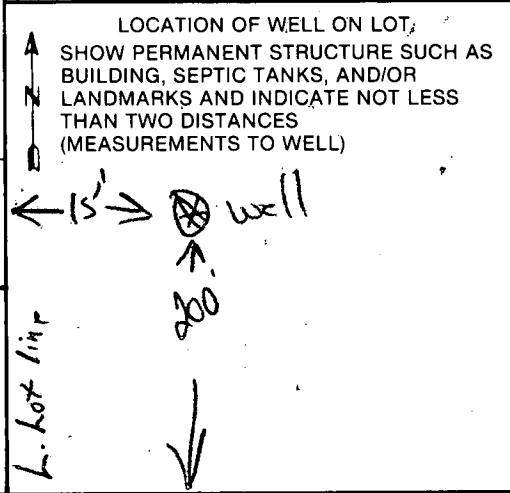 LOCATION OF WELL ON LOT
SHOW PERMANENT STRUCTURE SUCH AS
BUILDING, SEPTIC TANKS, AND/OR
LANDMARKS AND INDICATE NOT LESS
THAN TWO DISTANCES
(MEASUREMENTS TO WELL)
N
15'
well
200'
L. Lot line